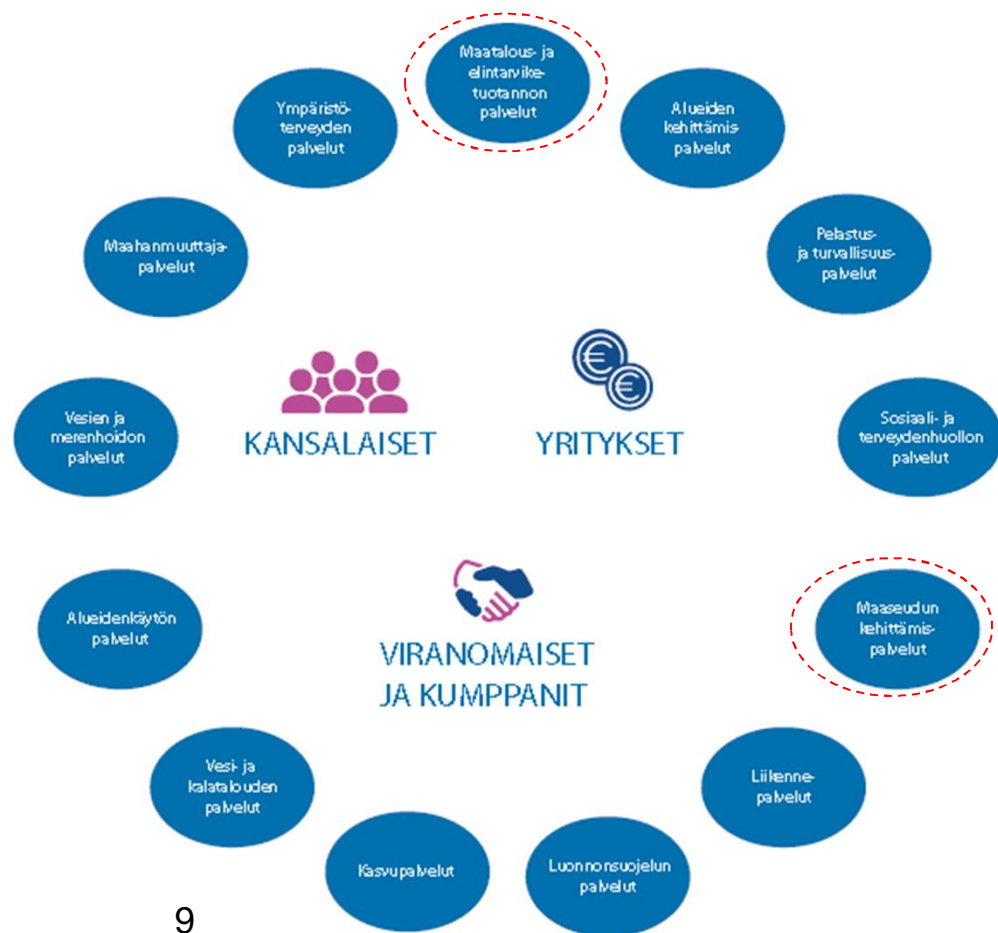 Maatalous- ja
elintarvike-
tuotannon
palvelut
Alueiden
kehittämis-
palvelut
Pelastus-
ja turvallisuus-
palvelut
Sosiaali- ja
terveydenhuollon
palvelut
Maaseudun
kehittämis-
palvelut
Liikenne-
palvelut
Luonnonsuojelun
palvelut
Kasvupalvelut
Vesi- ja
kalatalouden
palvelut
Alueidenkäytön
palvelut
Vesien ja
merenhoidon
palvelut
Maahanmuuttaja-
palvelut
Ympäristö-
terveyden
palvelut
KANSALAISET
YRITYKSET
VIRANOMAISET
JA KUMPPANIT
9